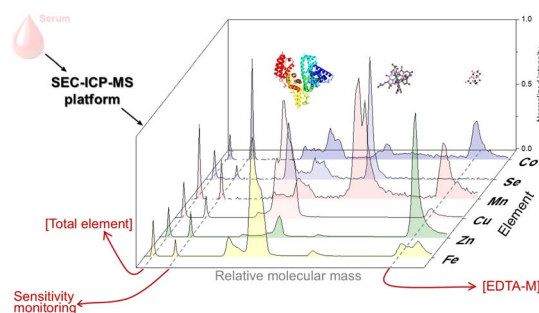 Serum
SEC-ICP-MS
platform
1.0
0.5
0.0
Co
Se
Mn
Cu
Zn
Fe
Element
[Total element]
Relative molecular mass
Sensitivity
monitoring
[EDTA-M]